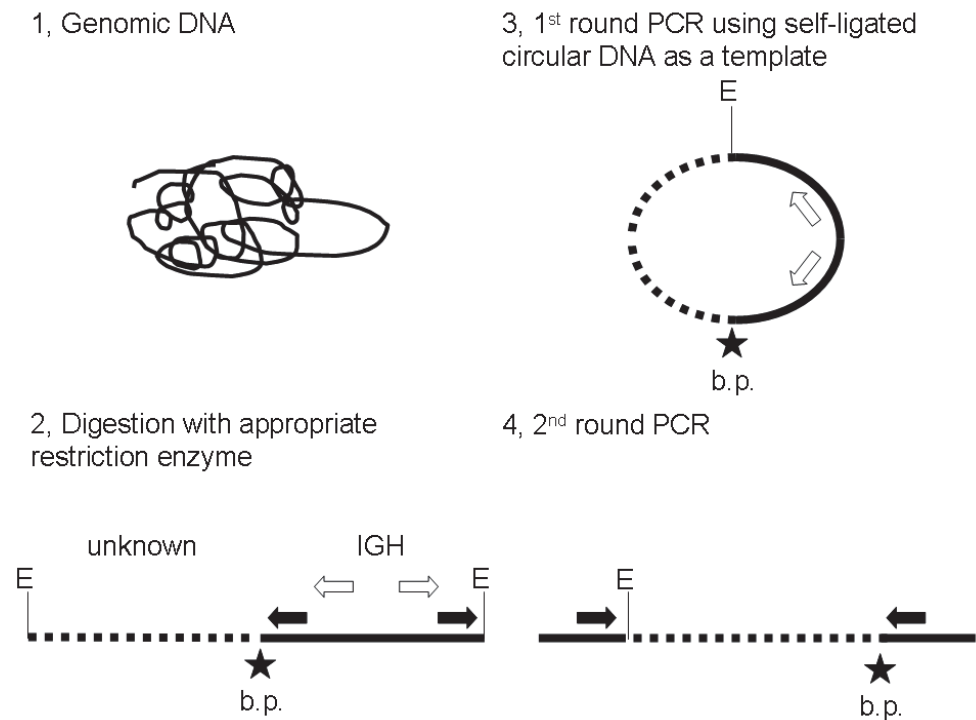 1, Genomic DNA
3, 1st round PCR using self-ligated
circular DNA as a template
E
b.p.
2, Digestion with appropriate
restriction enzyme
unknown IGH
E E
b.p.
4, 2nd round PCR
E
b.p.